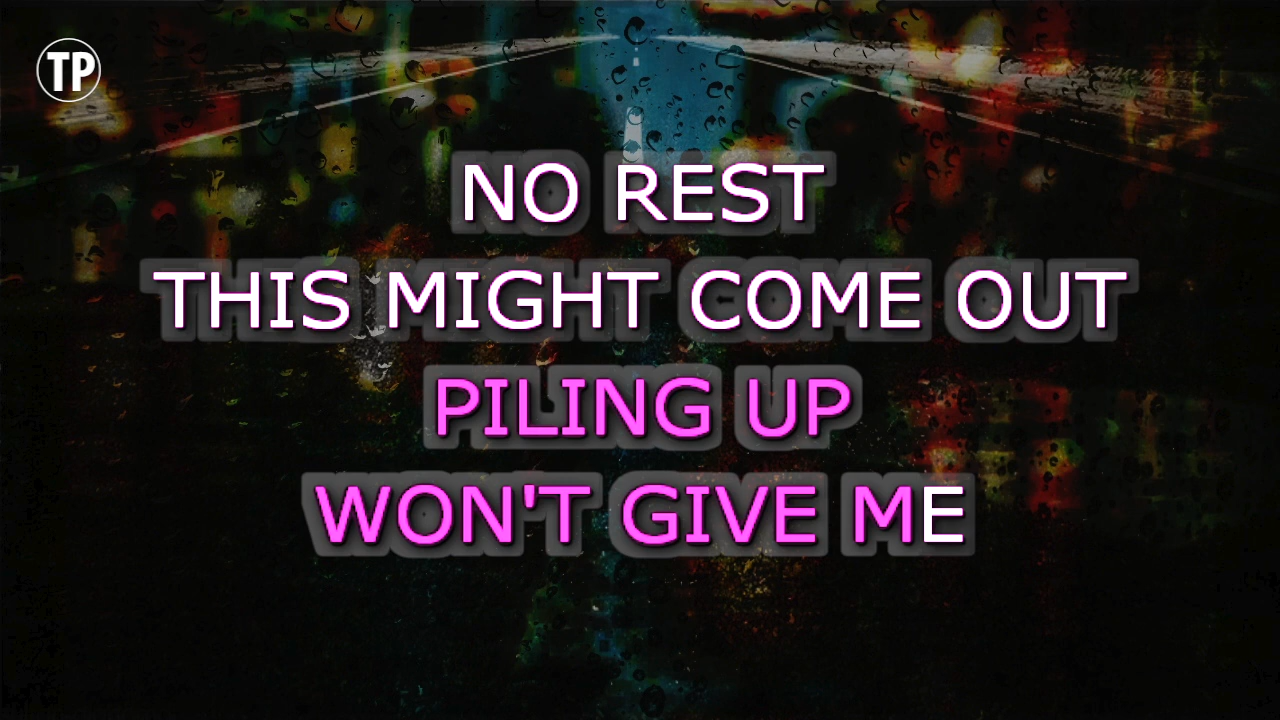 TP
NO REST
THIS MIGHT COME OUT
PILING UP
WON'T GIVE ME